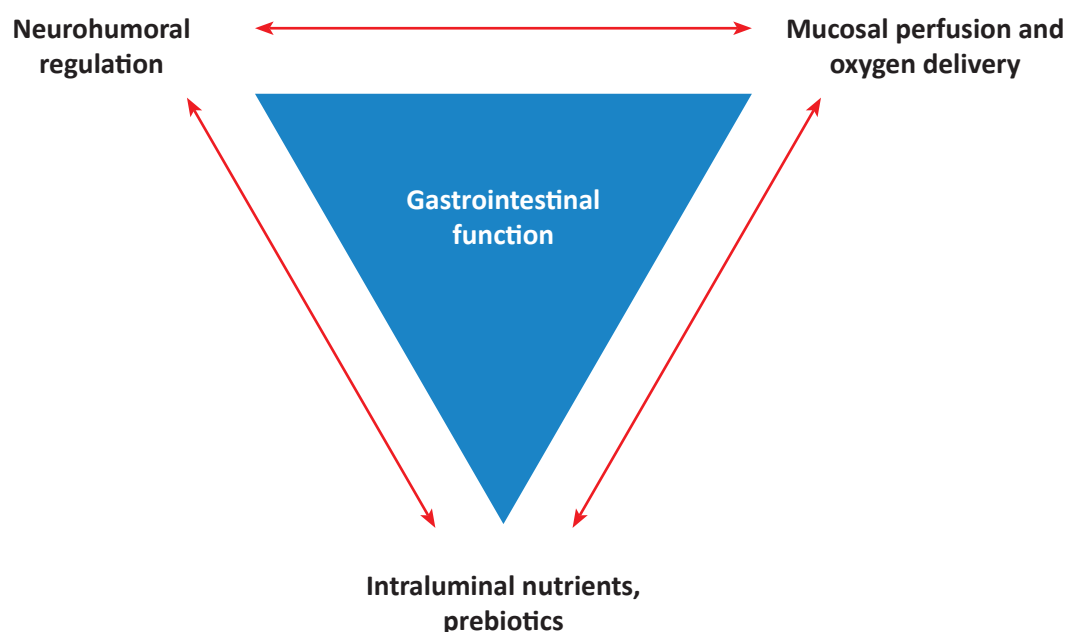 Neurohumoral
regulation
Mucosal perfusion and
oxygen delivery
Gastrointestinal
function
Intraluminal nutrients,
prebiotics